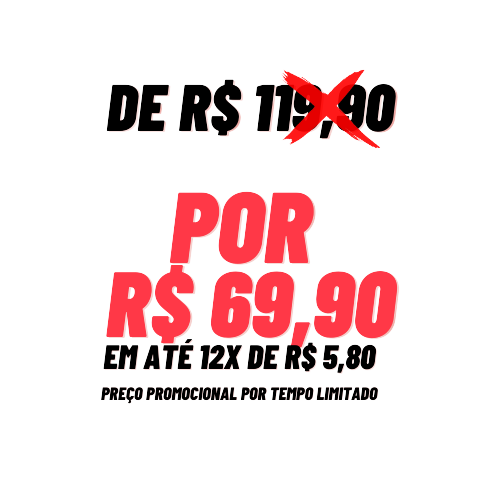 DE R$ 119,90
POR
R$ 69,90
EM ATÉ 12X DE R$ 5,80
PREÇO PROMOCIONAL POR TEMPO LIMITADO